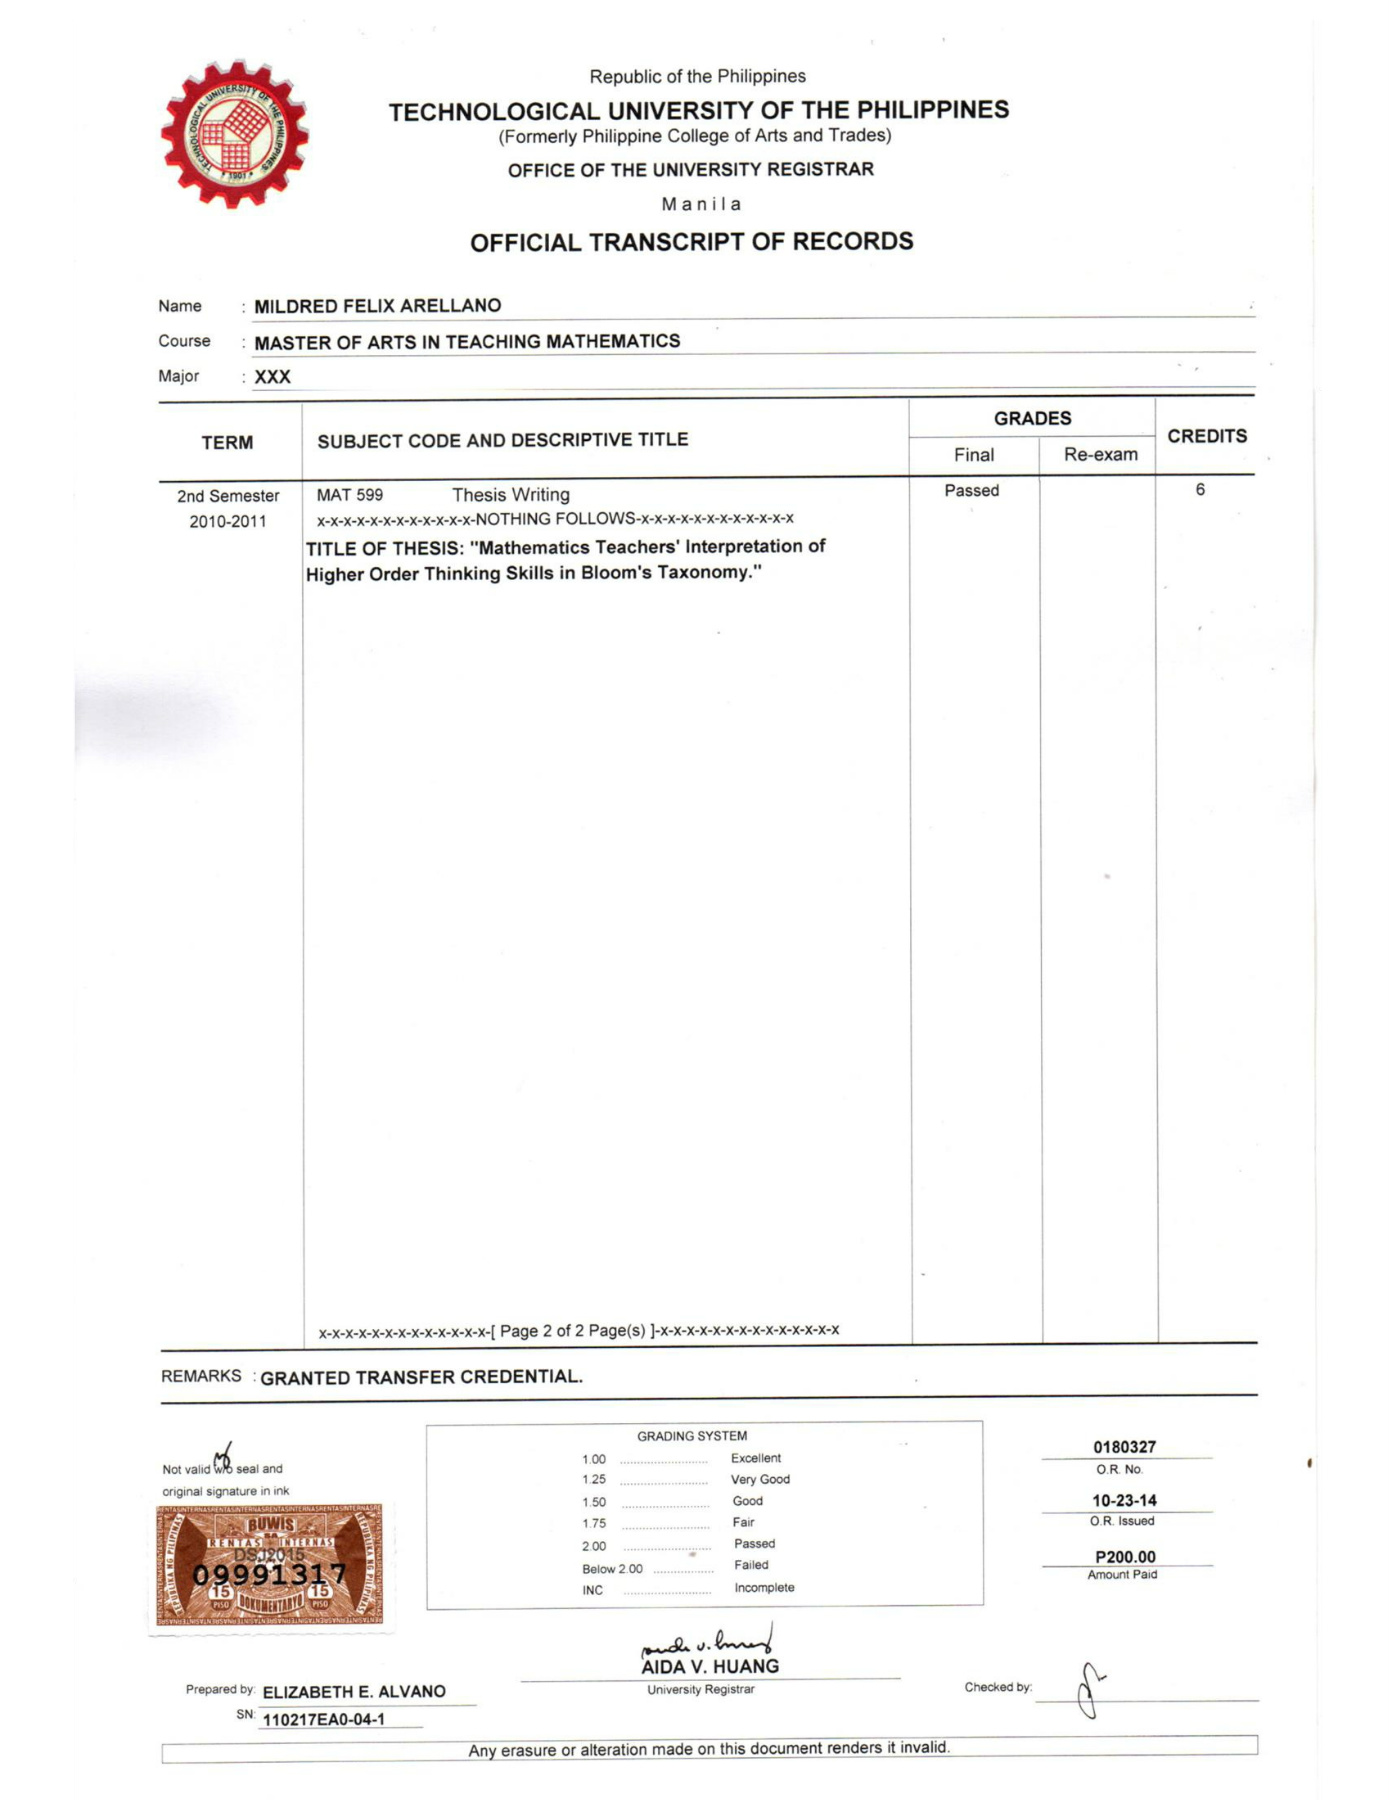 TECHNOLOGICAL UNIVERSITY OF THE PHILIPPINES
* 1901 *
Republic of the Philippines
TECHNOLOGICAL UNIVERSITY OF THE PHILIPPINES
(Formerly Philippine College of Arts and Trades)
OFFICE OF THE UNIVERSITY REGISTRAR
Manila
OFFICIAL TRANSCRIPT OF RECORDS
Name : MILDRED FELIX ARELLANO
Course : MASTER OF ARTS IN TEACHING MATHEMATICS
Major : XXX
TERM SUBJECT CODE AND DESCRIPTIVE TITLE GRADES CREDITS
Final Re-exam
2nd Semester MAT 599 Thesis Writing Passed 6
2010-2011 x-x-x-x-x-x-x-x-x-x-x-x-NOTHING FOLLOWS-x-x-x-x-x-x-x-x-x-x-x-x
TITLE OF THESIS: "Mathematics Teachers' Interpretation of
Higher Order Thinking Skills in Bloom's Taxonomy."
x-x-x-x-x-x-x-x-x-x-x-x-x-[ Page 2 of 2 Page(s) ]-x-x-x-x-x-x-x-x-x-x-x-x-x-x
REMARKS : GRANTED TRANSFER CREDENTIAL.
Not valid w/o seal and
original signature in ink
BUWIS
SA
RENTAS INTERNAS
REPUBLIKA NG PILIPINAS
REPUBLIKA NG PILIPINAS
DSJ2015
09991317
15 15
PISO DOKUMENTARYO PISO
GRADING SYSTEM
1.00 ........................ Excellent
1.25 ........................ Very Good
1.50 ........................ Good
1.75 ........................ Fair
2.00 ........................ Passed
Below 2.00 ................ Failed
INC ........................ Incomplete
0180327
O.R. No.
10-23-14
O.R. Issued
P200.00
Amount Paid
AIDA V. HUANG
University Registrar
Prepared by: ELIZABETH E. ALVANO
SN: 110217EA0-04-1
Checked by:
Any erasure or alteration made on this document renders it invalid.